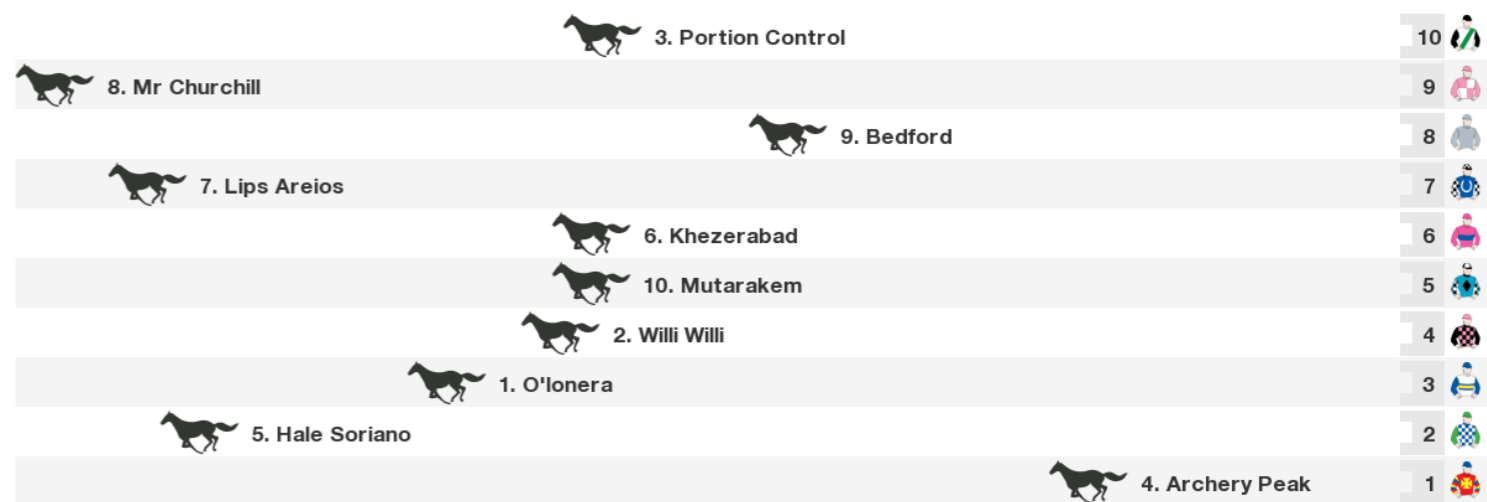 3. Portion Control 10
8. Mr Churchill 9
9. Bedford 8
7. Lips Areios 7
6. Khezerabad 6
10. Mutarakem 5
2. Willi Willi 4
1. O'lonera 3
5. Hale Soriano 2
4. Archery Peak 1